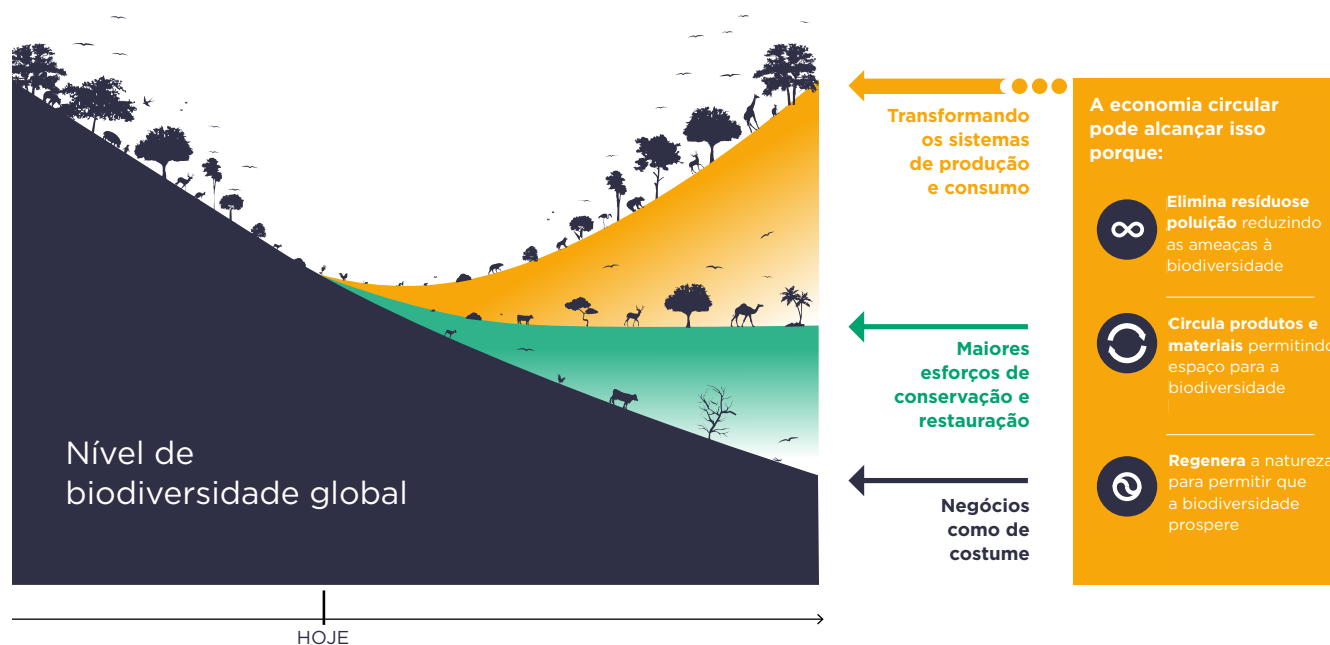 Nível de
biodiversidade global
HOJE
Transformando
os sistemas
de produção
e consumo
Maiores
esforços de
conservação e
restauração
Negócios
como de
costume
A economia circular
pode alcançar isso
porque:
Elimina resíduose
poluição reduzindo
as ameaças à
biodiversidade
Circula produtos e
materiais permitindo
espaço para a
biodiversidade
Regenera a natureza
para permitir que
a biodiversidade
prospere